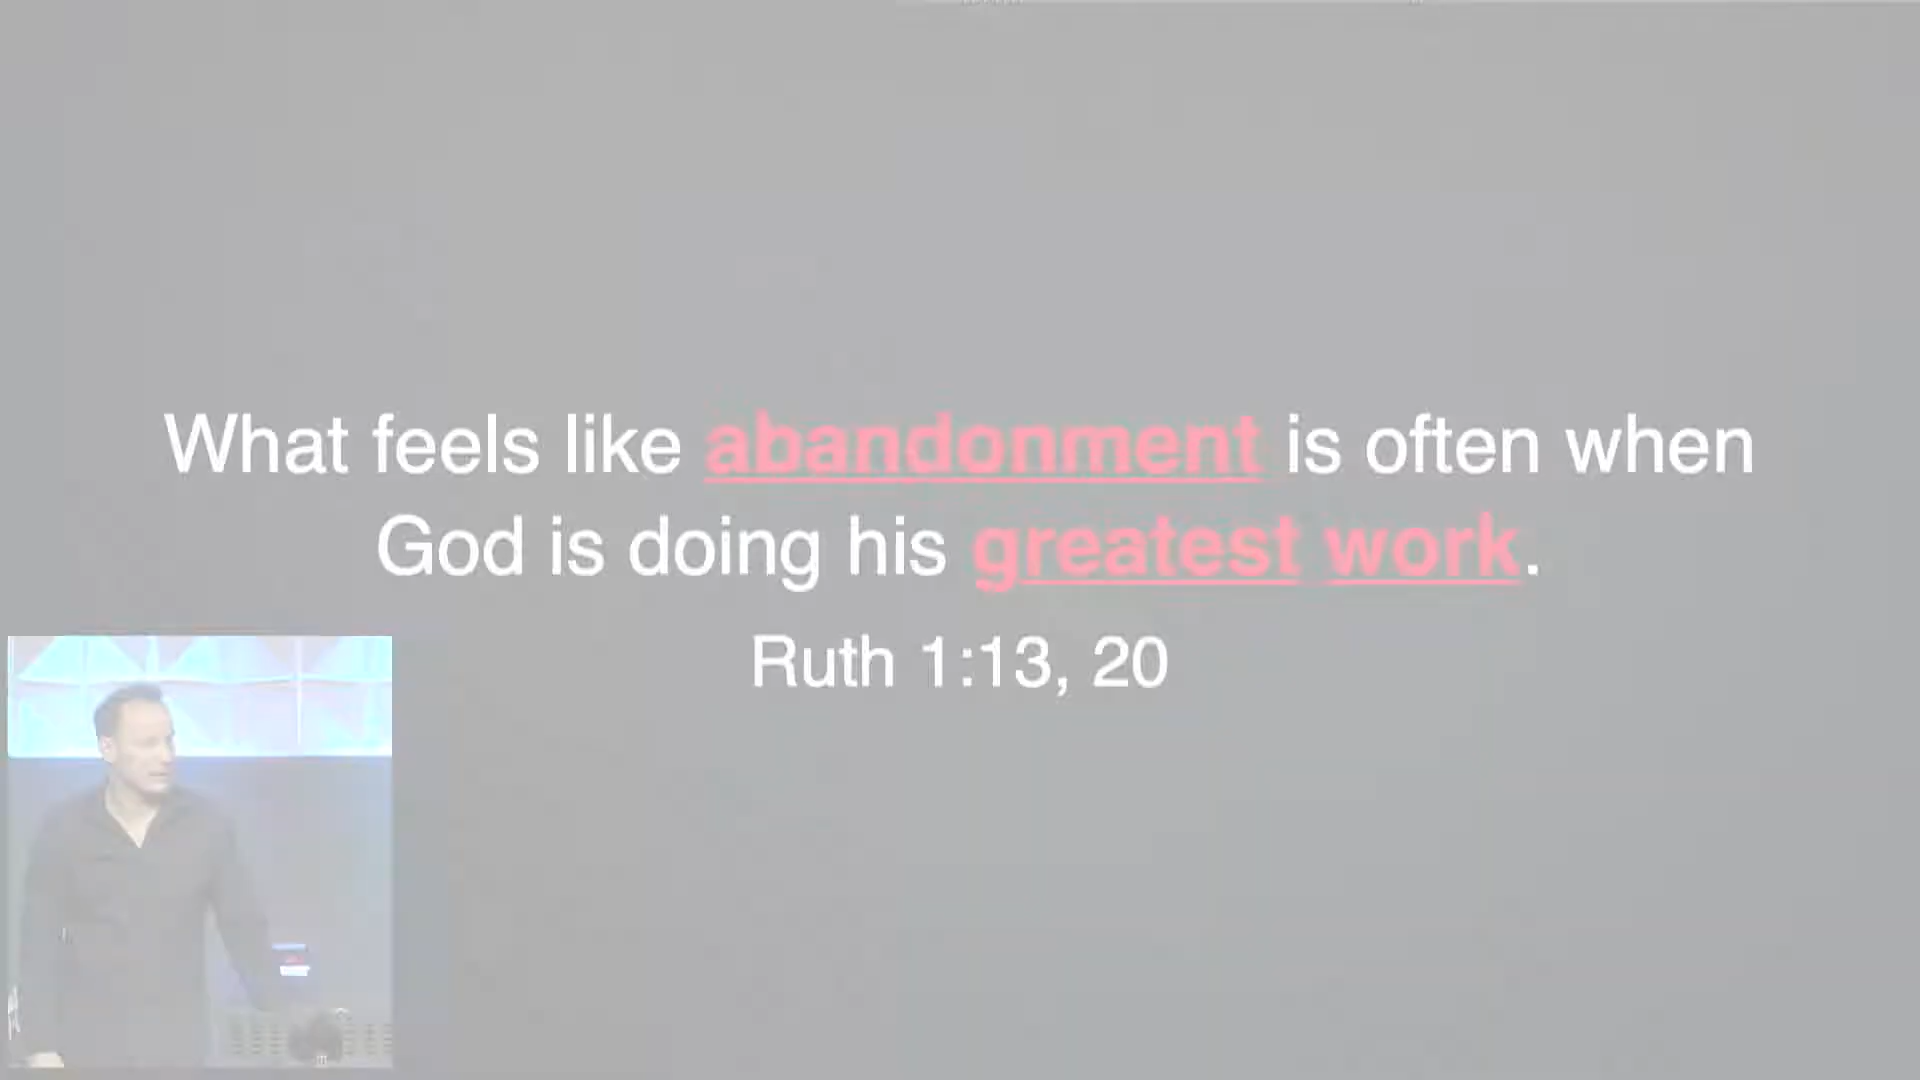 What feels like abandonment is often when
God is doing his greatest work.
Ruth 1:13, 20